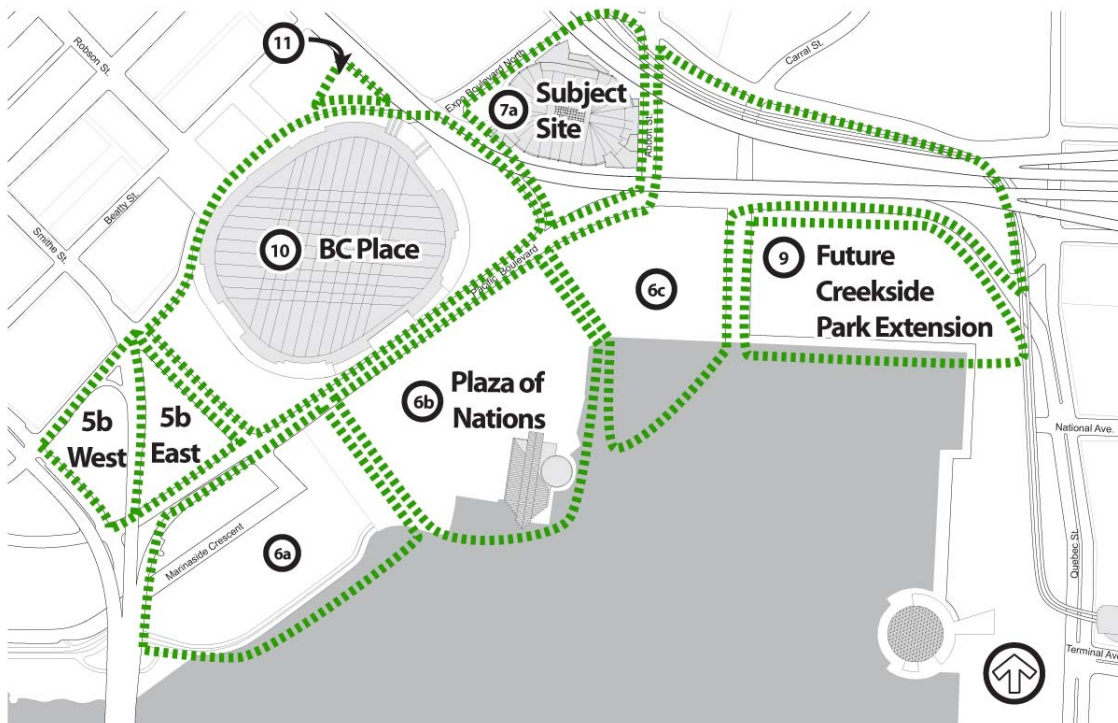 Robson St.
11
Expo Boulevard North
Carral St.
7a
Subject
Site
Abbott St.
Beatty St.
Smithe St.
10
BC Place
Pacific Boulevard
6c
9
Future
Creekside
Park Extension
5b
West
5b
East
6b
Plaza of
Nations
National Ave.
Marinaside Crescent
6a
Quebec St.
Terminal Ave.